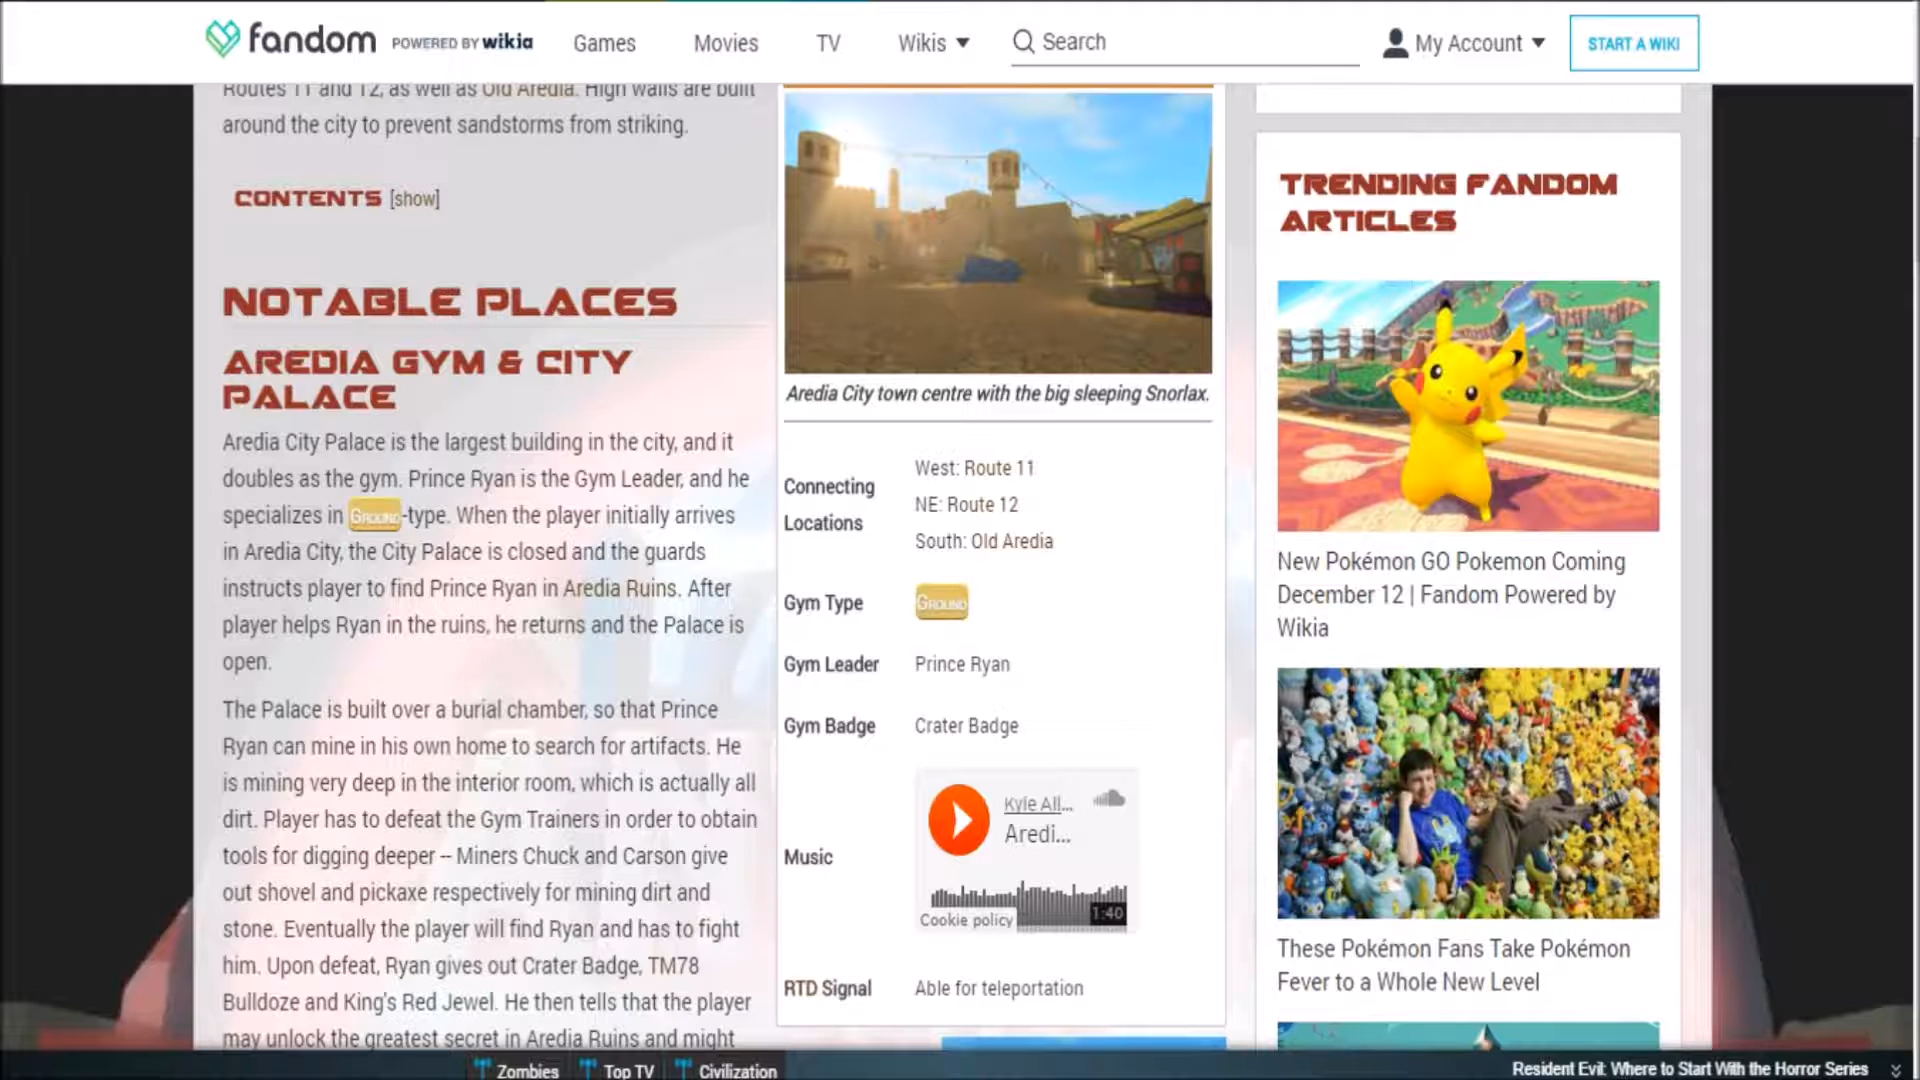 fandom POWERED BY wikia
Games
Movies
TV
Wikis
Search
My Account
START A WIKI
Routes 11 and 12, as well as Old Aredia. High walls are built
around the city to prevent sandstorms from striking.
CONTENTS [show]
NOTABLE PLACES
AREDIA GYM & CITY
PALACE
Aredia City Palace is the largest building in the city, and it
doubles as the gym. Prince Ryan is the Gym Leader, and he
specializes in GROUND-type. When the player initially arrives
in Aredia City, the City Palace is closed and the guards
instructs player to find Prince Ryan in Aredia Ruins. After
player helps Ryan in the ruins, he returns and the Palace is
open.
The Palace is built over a burial chamber, so that Prince
Ryan can mine in his own home to search for artifacts. He
is mining very deep in the interior room, which is actually all
dirt. Player has to defeat the Gym Trainers in order to obtain
tools for digging deeper – Miners Chuck and Carson give
out shovel and pickaxe respectively for mining dirt and
stone. Eventually the player will find Ryan and has to fight
him. Upon defeat, Ryan gives out Crater Badge, TM78
Bulldoze and King's Red Jewel. He then tells that the player
may unlock the greatest secret in Aredia Ruins and might
Aredia City town centre with the big sleeping Snorlax.
Connecting
Locations
West: Route 11
NE: Route 12
South: Old Aredia
Gym Type
GROUND
Gym Leader
Prince Ryan
Gym Badge
Crater Badge
Music
Kyle All...
Aredi...
Cookie policy
1:40
RTD Signal
Able for teleportation
TRENDING FANDOM
ARTICLES
New Pokémon GO Pokemon Coming
December 12 | Fandom Powered by
Wikia
These Pokémon Fans Take Pokémon
Fever to a Whole New Level
Zombies
Top TV
Civilization
Resident Evil: Where to Start With the Horror Series